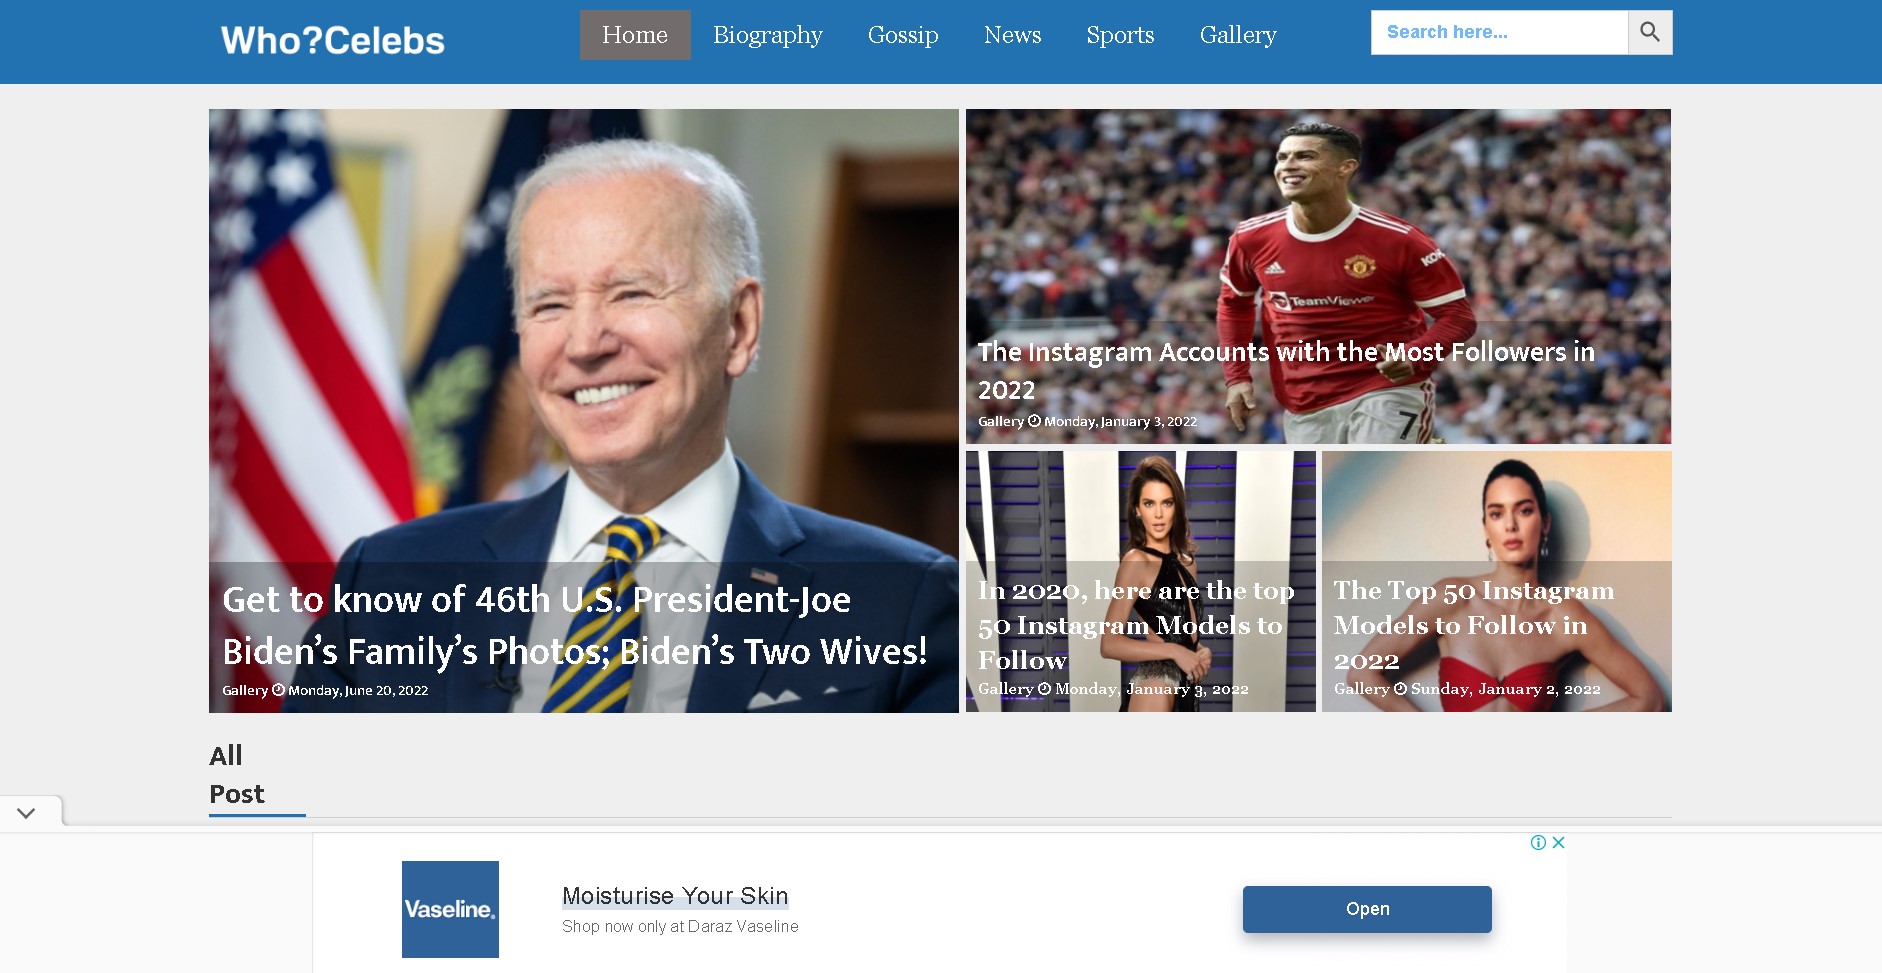 Who?Celebs
Home
Biography
Gossip
News
Sports
Gallery
Search here...
Get to know of 46th U.S. President-Joe
Biden’s Family’s Photos; Biden’s Two Wives!
Gallery Monday, June 20, 2022
KOHLER
TeamViewer
7
The Instagram Accounts with the Most Followers in
2022
Gallery Monday, January 3, 2022
In 2020, here are the top
50 Instagram Models to
Follow
Gallery Monday, January 3, 2022
The Top 50 Instagram
Models to Follow in
2022
Gallery Sunday, January 2, 2022
All
Post
Vaseline.
Moisturise Your Skin
Shop now only at Daraz Vaseline
Open